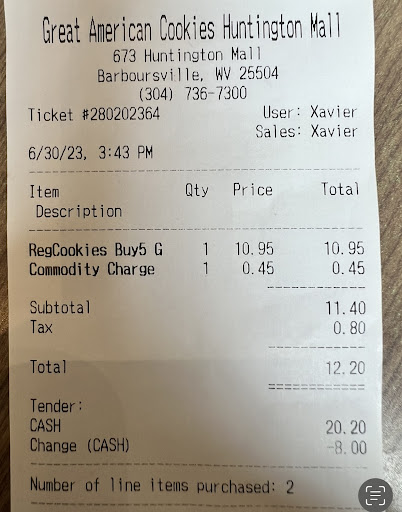 Great American Cookies Huntington Mall
673 Huntington Mall
Barboursville, WV 25504
(304) 736-7300
Ticket #280202364 User: Xavier
Sales: Xavier
6/30/23, 3:43 PM
Item Qty Price Total
Description
RegCookies Buy5 G 1 10.95 10.95
Commodity Charge 1 0.45 0.45
Subtotal 11.40
Tax 0.80
Total 12.20
Tender:
CASH 20.20
Change (CASH) -8.00
Number of line items purchased: 2